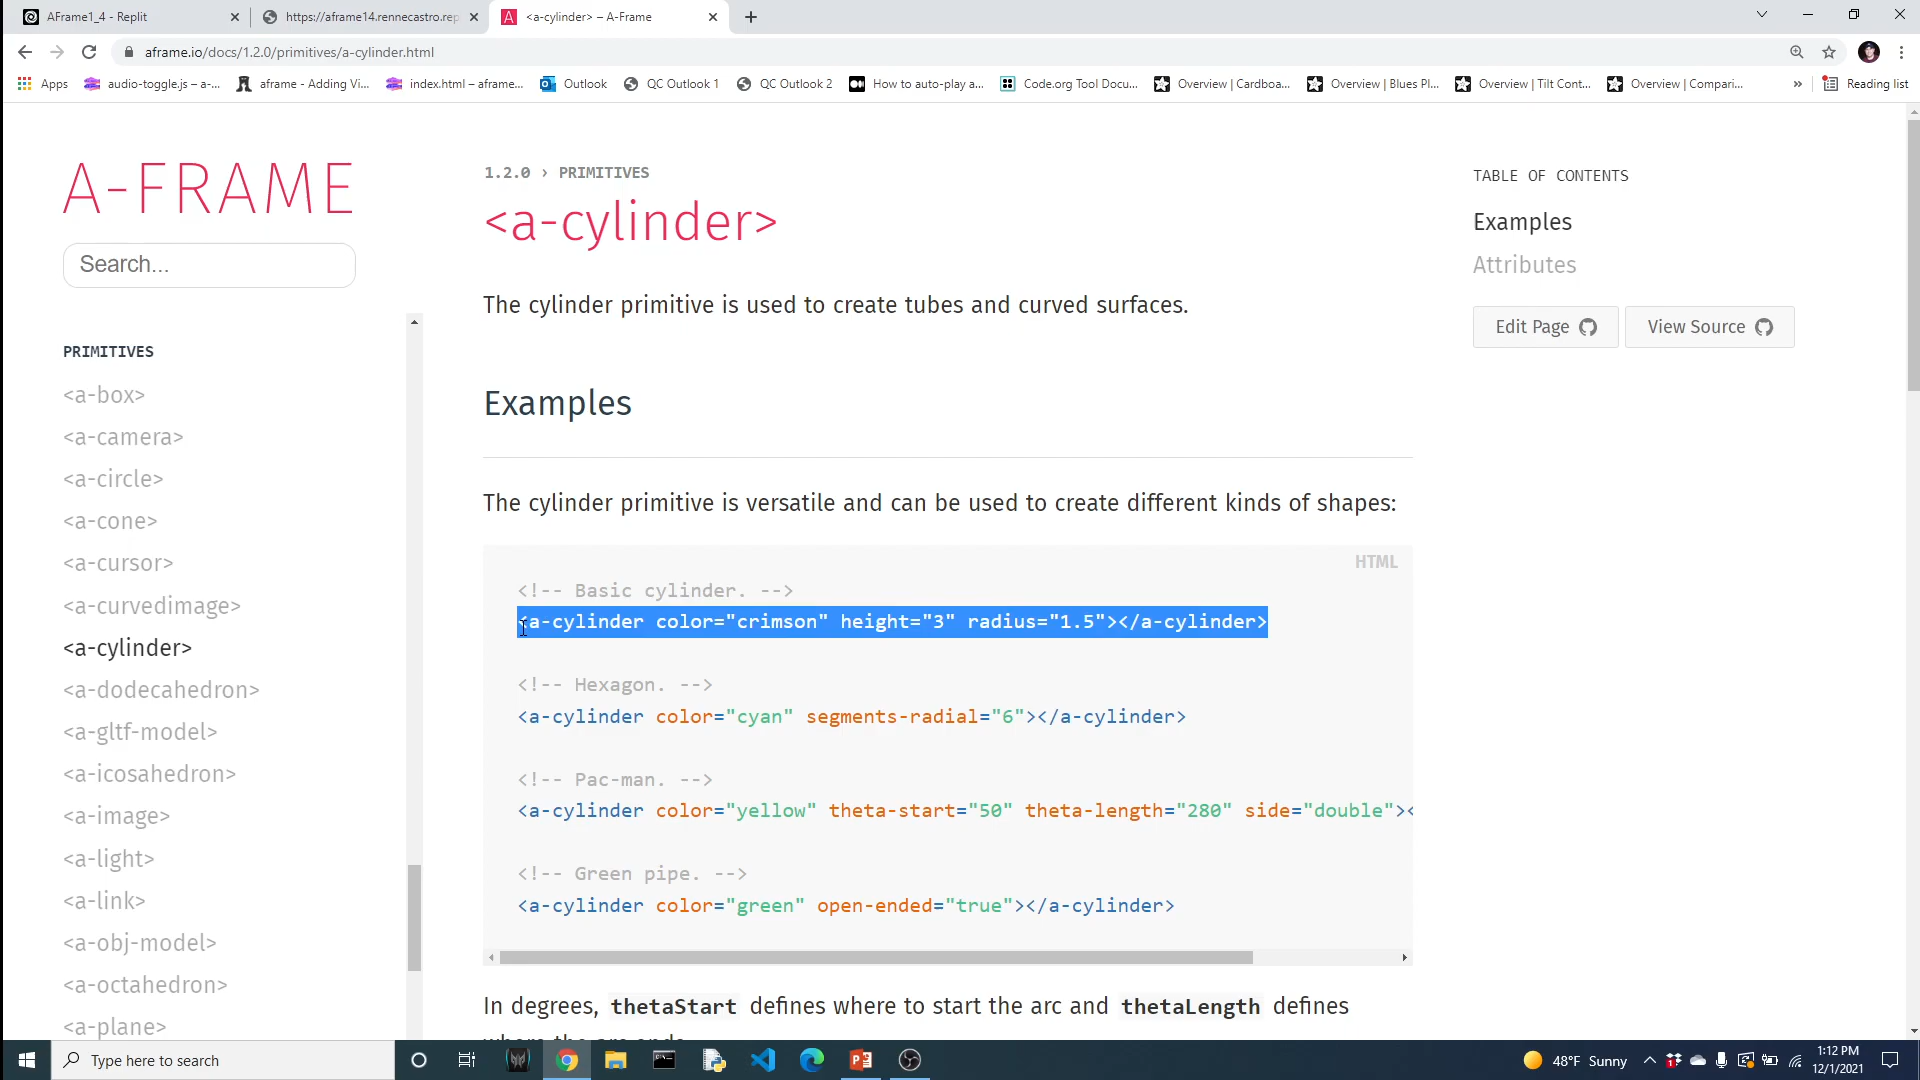 AFrame1_4 - Replit
https://aframe14.rennecastro.rep
<a-cylinder> – A-Frame
aframe.io/docs/1.2.0/primitives/a-cylinder.html
Apps
audio-toggle.js – a-...
aframe - Adding Vi...
index.html – aframe...
Outlook
QC Outlook 1
QC Outlook 2
How to auto-play a...
Code.org Tool Docu...
Overview | Cardboa...
Overview | Blues Pl...
Overview | Tilt Cont...
Overview | Compari...
»
Reading list
A-FRAME
Search...
PRIMITIVES
<a-box>
<a-camera>
<a-circle>
<a-cone>
<a-cursor>
<a-curvedimage>
<a-cylinder>
<a-dodecahedron>
<a-gltf-model>
<a-icosahedron>
<a-image>
<a-light>
<a-link>
<a-obj-model>
<a-octahedron>
<a-plane>
1.2.0 › PRIMITIVES
<a-cylinder>
The cylinder primitive is used to create tubes and curved surfaces.
Examples
The cylinder primitive is versatile and can be used to create different kinds of shapes:
HTML
<!-- Basic cylinder. -->
<a-cylinder color="crimson" height="3" radius="1.5"></a-cylinder>
<!-- Hexagon. -->
<a-cylinder color="cyan" segments-radial="6"></a-cylinder>
<!-- Pac-man. -->
<a-cylinder color="yellow" theta-start="50" theta-length="280" side="double"><
<!-- Green pipe. -->
<a-cylinder color="green" open-ended="true"></a-cylinder>
In degrees, thetaStart defines where to start the arc and thetaLength defines
where the arc ends
TABLE OF CONTENTS
Examples
Attributes
Edit Page
View Source
Type here to search
48°F Sunny
1:12 PM
12/1/2021